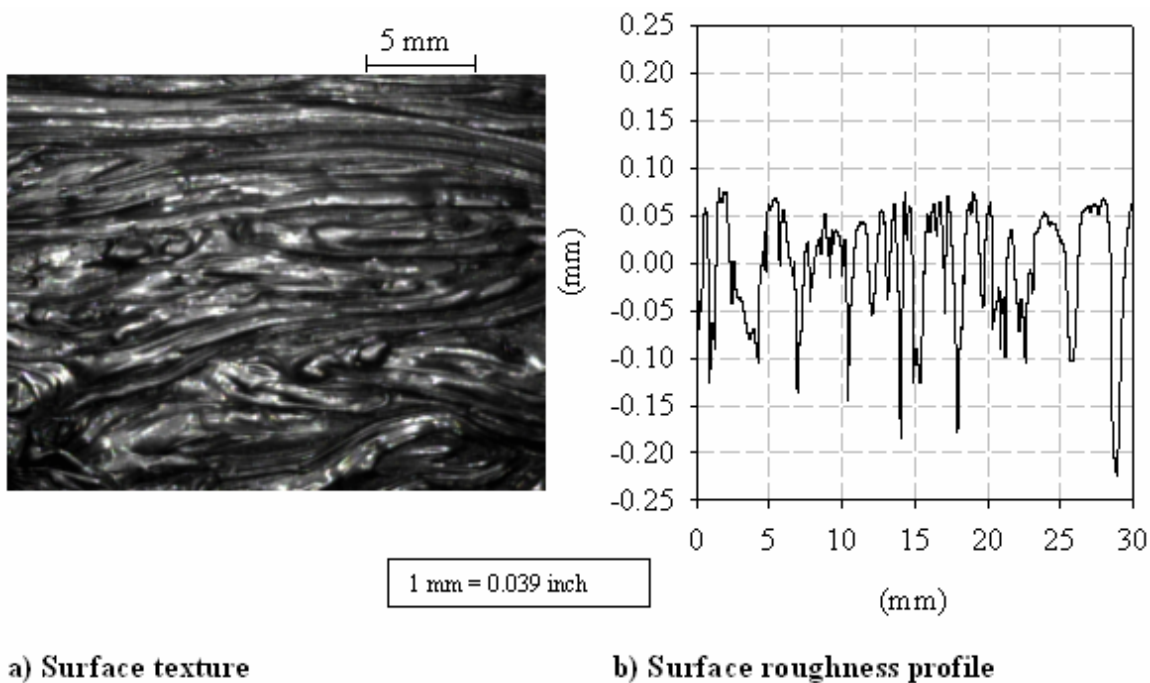 5 mm
0.25
0.20
0.15
0.10
0.05
0.00
-0.05
-0.10
-0.15
-0.20
-0.25
(mm)
0 5 10 15 20 25 30
(mm)
1 mm = 0.039 inch
a) Surface texture
b) Surface roughness profile